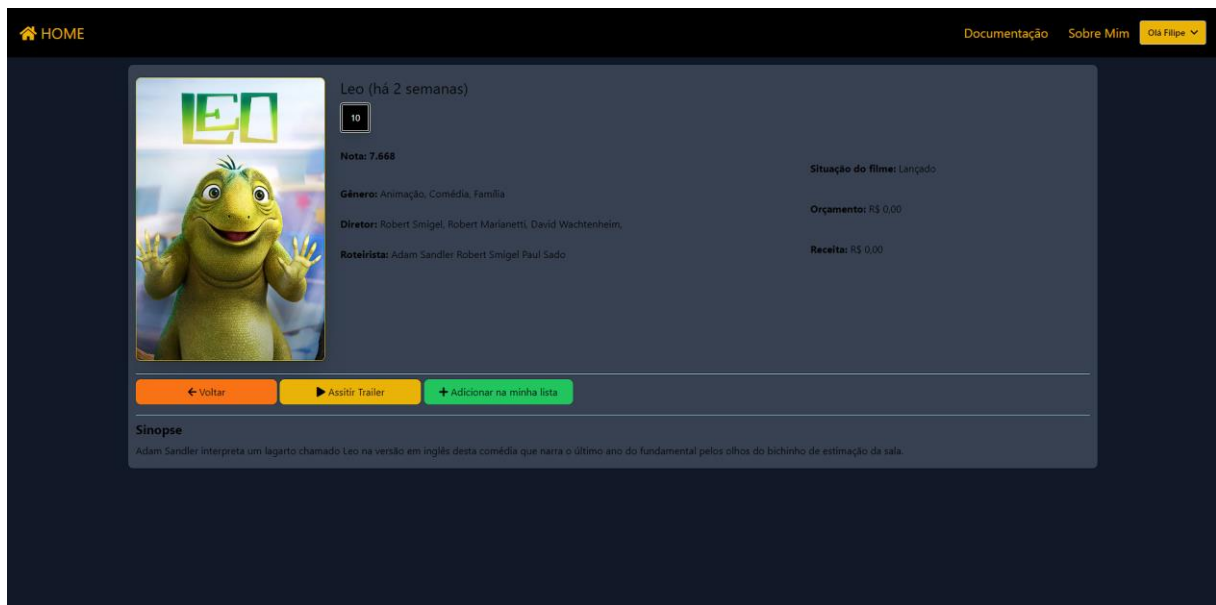 HOME
Documentação
Sobre Mim
Olá Filipe
LEO
Leo (há 2 semanas)
10
Nota: 7.668
Gênero: Animação, Comédia, Família
Diretor: Robert Smigel, Robert Marianetti, David Wachtenheim,
Roteirista: Adam Sandler Robert Smigel Paul Sado
Situação do filme: Lançado
Orçamento: R$ 0,00
Receita: R$ 0,00
Voltar
Assitir Trailer
Adicionar na minha lista
Sinopse
Adam Sandler interpreta um lagarto chamado Leo na versão em inglês desta comédia que narra o último ano do fundamental pelos olhos do bichinho de estimação da sala.